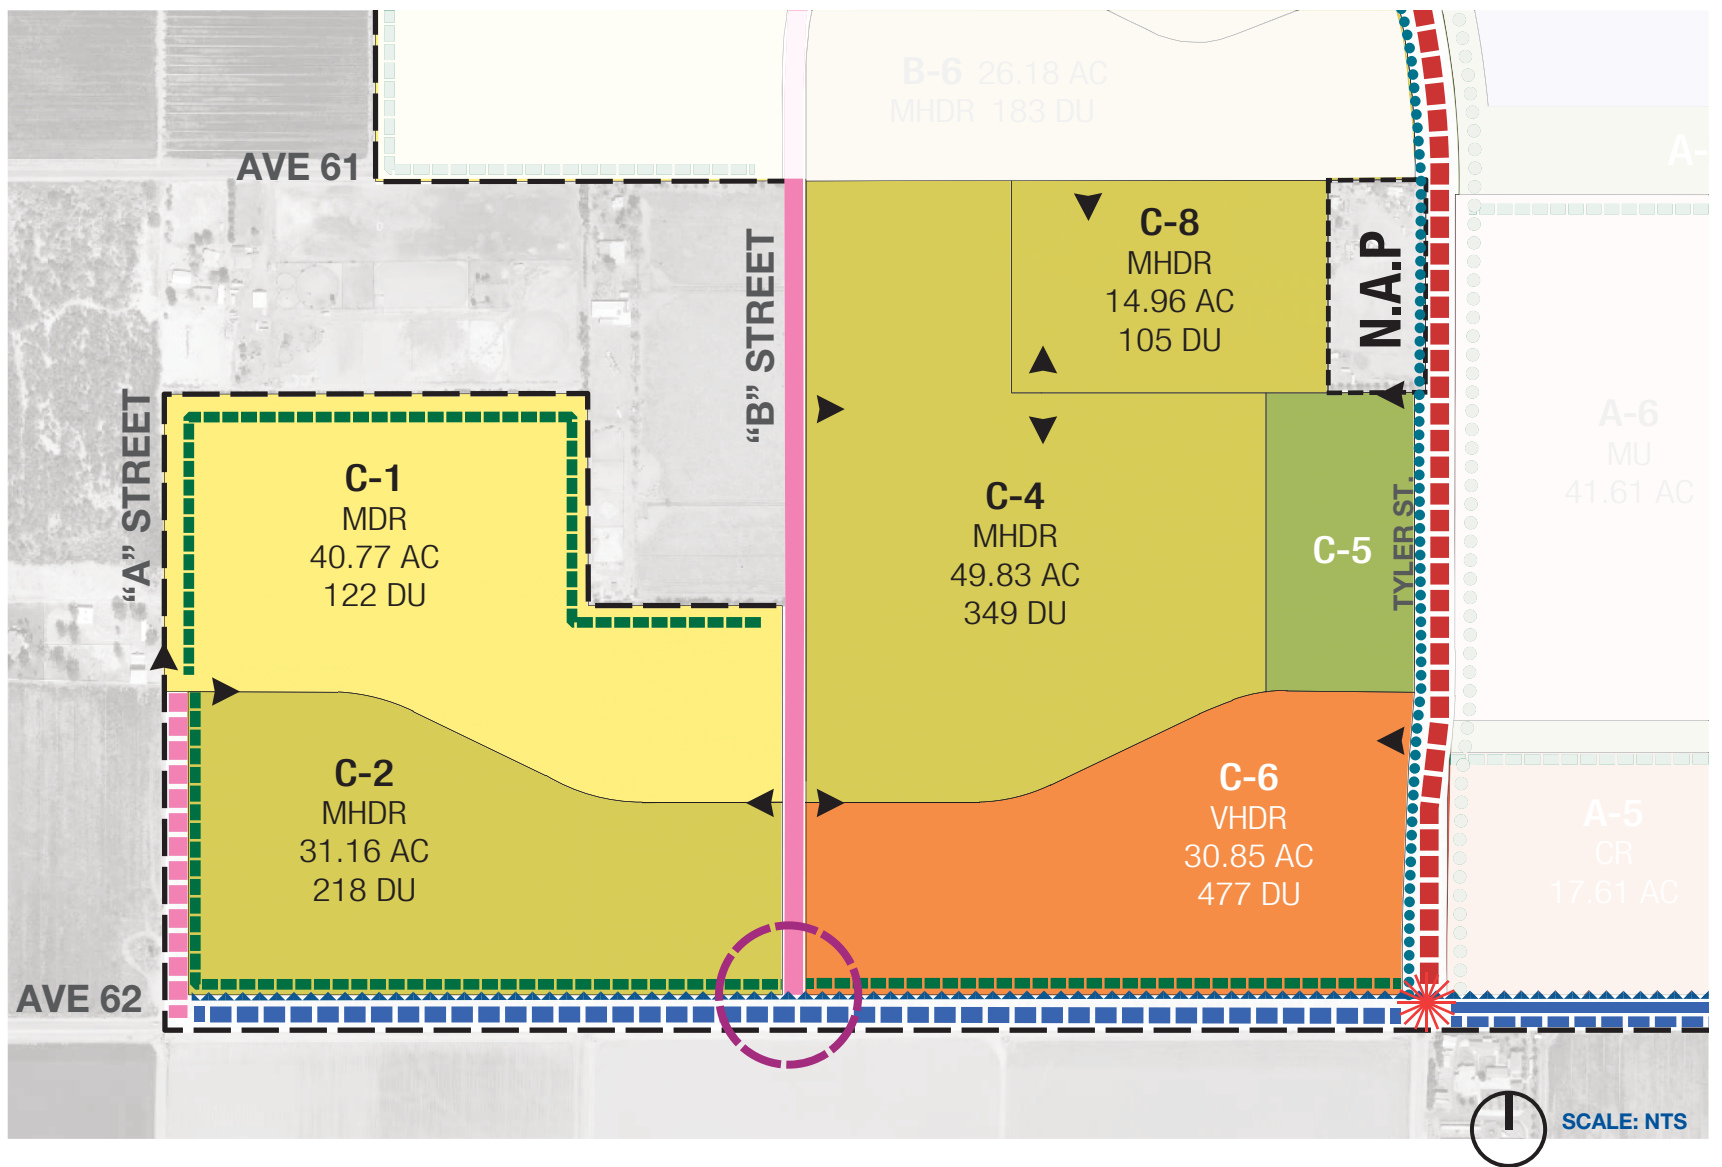 B-6 26.18 AC
MHDR 183 DU
A-
AVE 61
C-8
MHDR
14.96 AC
105 DU
N.A.P
"B" STREET
"A" STREET
C-1
MDR
40.77 AC
122 DU
C-4
MHDR
49.83 AC
349 DU
C-5
TYLER ST.
A-6
MU
41.61 AC
C-2
MHDR
31.16 AC
218 DU
C-6
VHDR
30.85 AC
477 DU
A-5
CR
17.61 AC
AVE 62
SCALE: NTS